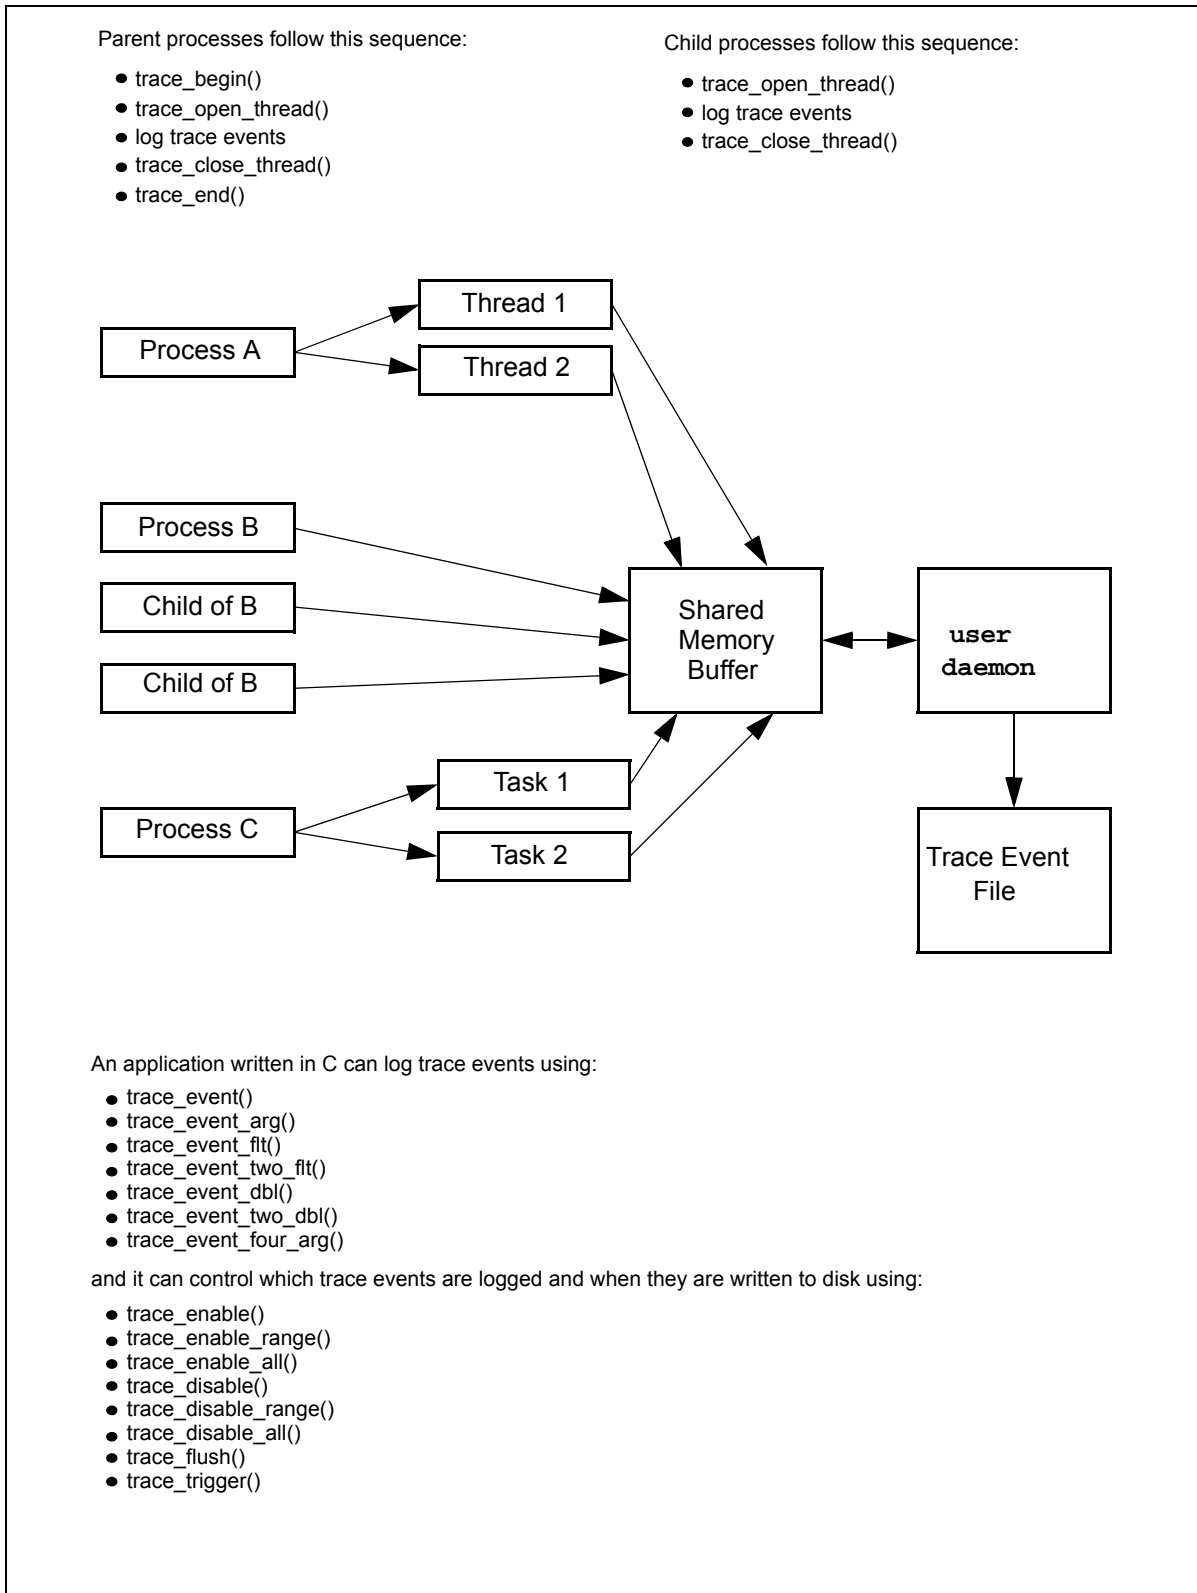 Parent processes follow this sequence:
● trace_begin()
● trace_open_thread()
● log trace events
● trace_close_thread()
● trace_end()
Child processes follow this sequence:
● trace_open_thread()
● log trace events
● trace_close_thread()
Process A
Thread 1
Thread 2
Process B
Child of B
Child of B
Process C
Task 1
Task 2
Shared
Memory
Buffer
user
daemon
Trace Event
File
An application written in C can log trace events using:
● trace_event()
● trace_event_arg()
● trace_event_flt()
● trace_event_two_flt()
● trace_event_dbl()
● trace_event_two_dbl()
● trace_event_four_arg()
and it can control which trace events are logged and when they are written to disk using:
● trace_enable()
● trace_enable_range()
● trace_enable_all()
● trace_disable()
● trace_disable_range()
● trace_disable_all()
● trace_flush()
● trace_trigger()